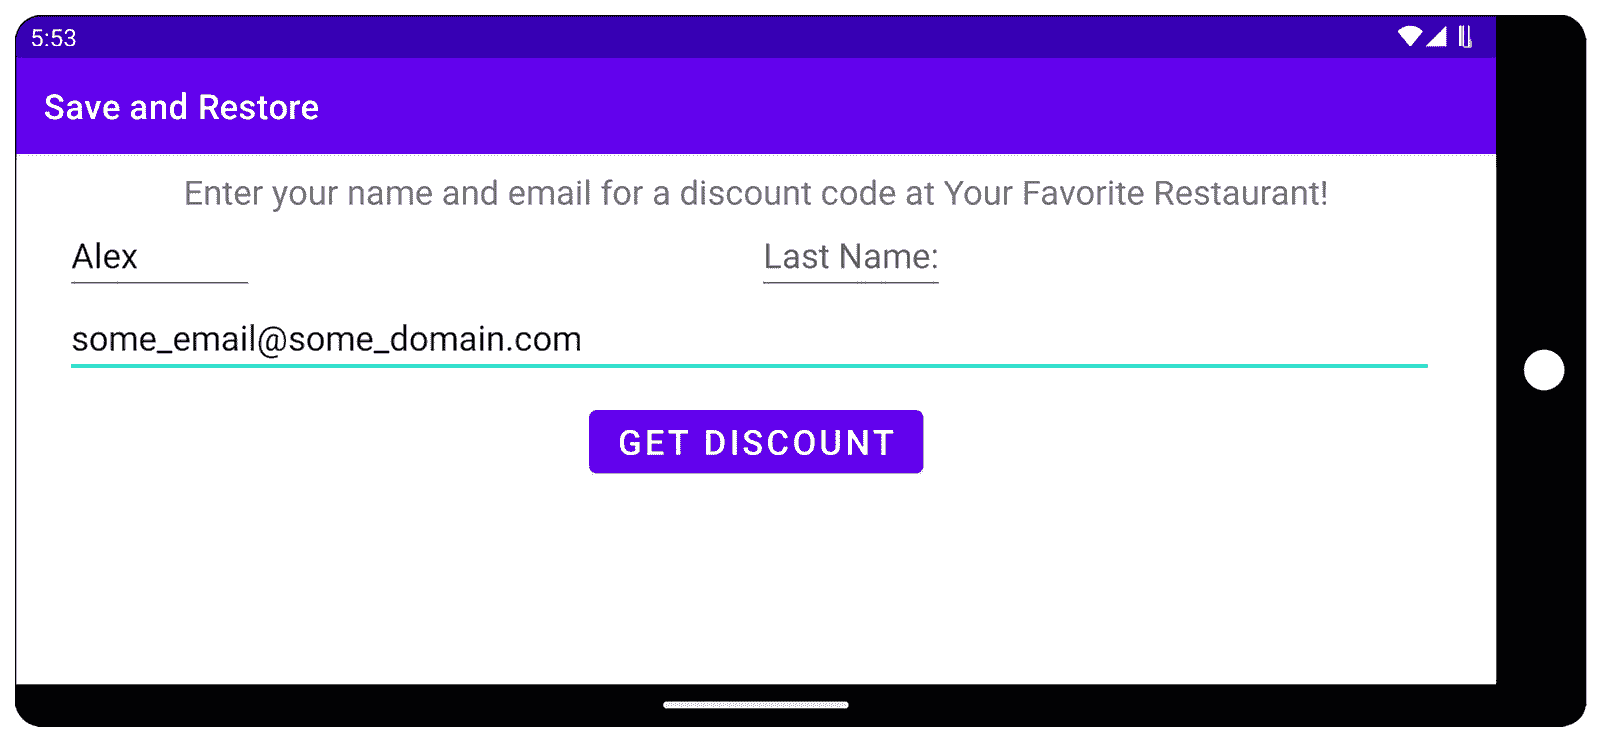 5:53
Save and Restore
Enter your name and email for a discount code at Your Favorite Restaurant!
Alex Last Name:
some_email@some_domain.com
GET DISCOUNT